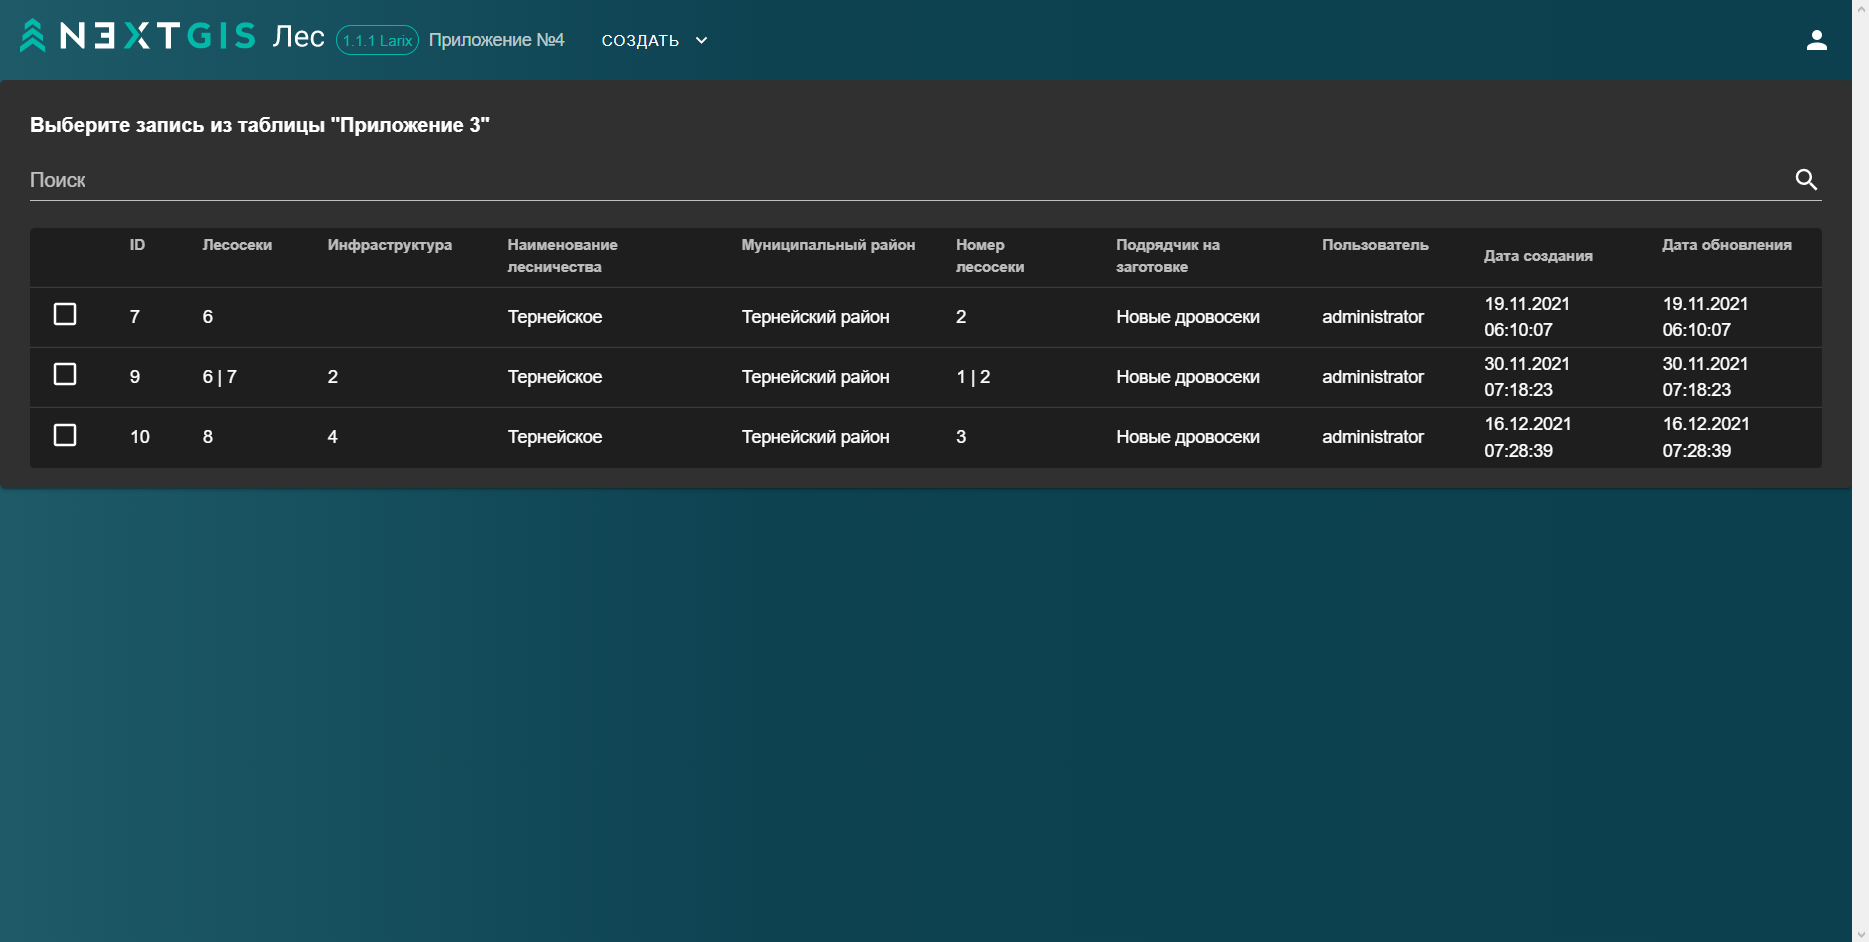 NEXTGIS Лес 1.1.1 Larix Приложение №4 СОЗДАТЬ
Выберите запись из таблицы "Приложение 3"
Поиск
ID Лесосеки Инфраструктура Наименование лесничества Муниципальный район Номер лесосеки Подрядчик на заготовке Пользователь Дата создания Дата обновления
7 6 Тернейское Тернейский район 2 Новые дровосеки administrator 19.11.2021 06:10:07 19.11.2021 06:10:07
9 6 | 7 2 Тернейское Тернейский район 1 | 2 Новые дровосеки administrator 30.11.2021 07:18:23 30.11.2021 07:18:23
10 8 4 Тернейское Тернейский район 3 Новые дровосеки administrator 16.12.2021 07:28:39 16.12.2021 07:28:39